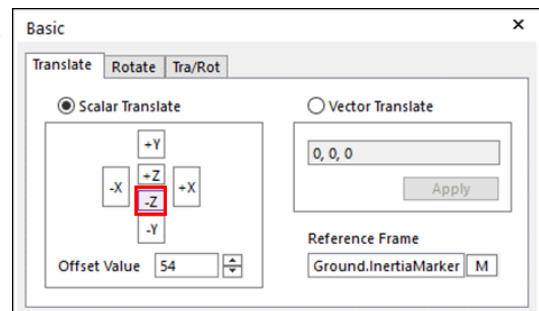 Basic ×
Translate Rotate Tra/Rot
Scalar Translate
+Y
-X +Z +X
-Z
-Y
Offset Value 54
Vector Translate
0, 0, 0
Apply
Reference Frame
Ground.InertiaMarker M